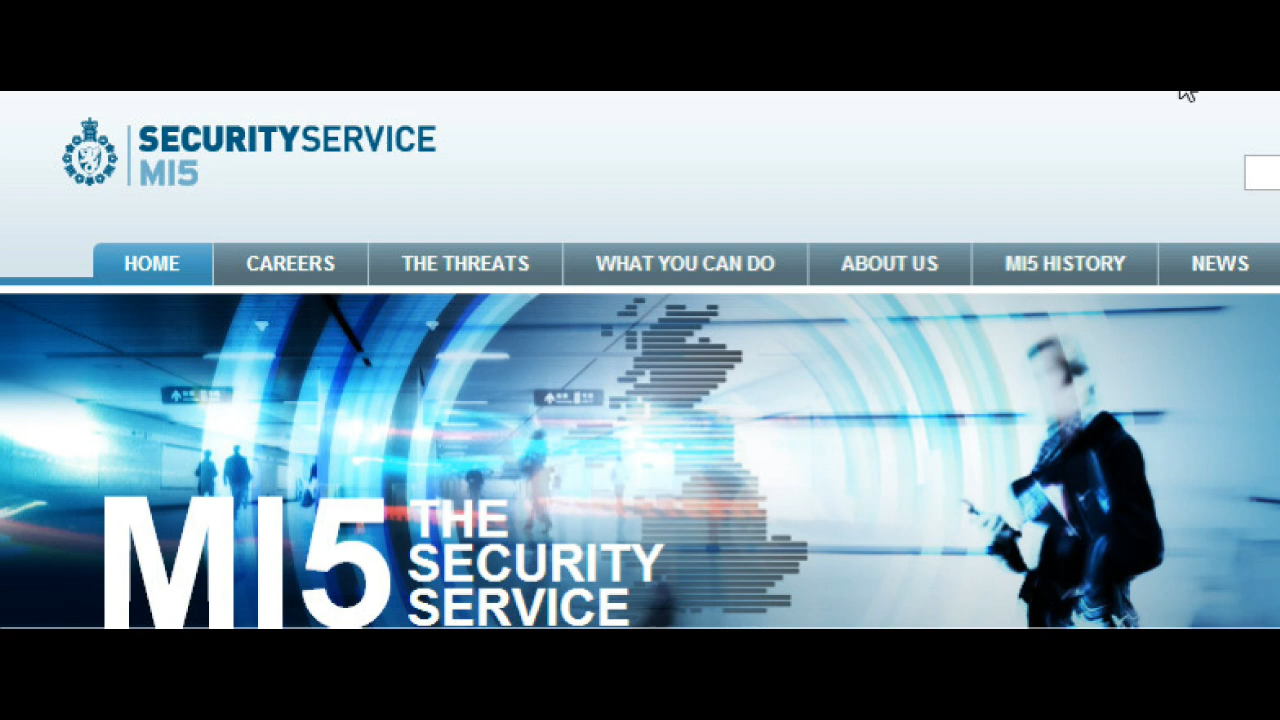 SECURITYSERVICE
MI5
HOME CAREERS THE THREATS WHAT YOU CAN DO ABOUT US MI5 HISTORY NEWS
MI5 THE
SECURITY
SERVICE